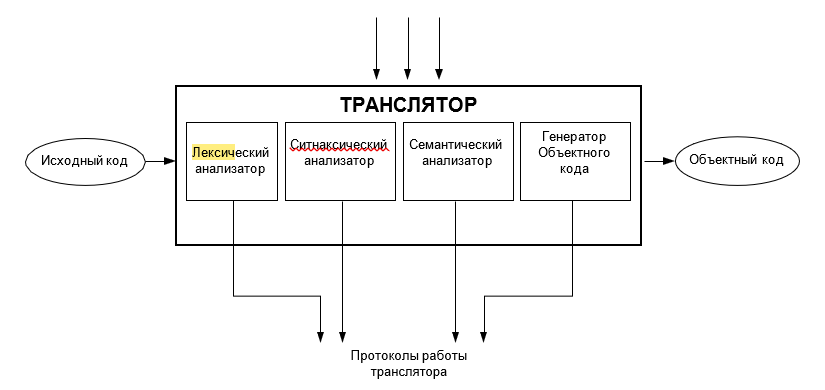 ТРАНСЛЯТОР
Исходный код
Лексический
анализатор
Ситнаксический
анализатор
Семантический
анализатор
Генератор
Объектного
кода
Объектный код
Протоколы работы
транслятора